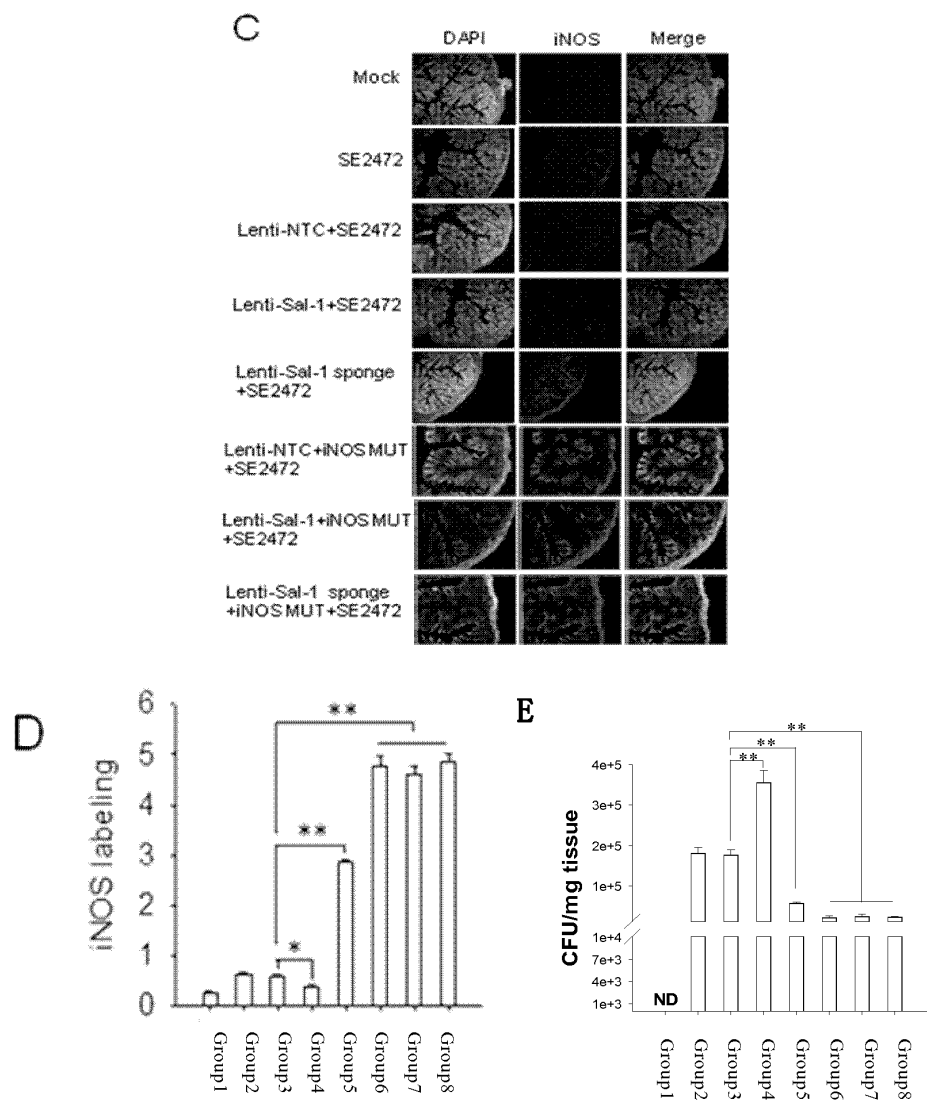 C
DAPI iNOS Merge
Mock
SE2472
Lenti-NTC+SE2472
Lenti-Sal-1+SE2472
Lenti-Sal-1 sponge
+SE2472
Lenti-NTC+iNOS MUT
+SE2472
Lenti-Sal-1+iNOS MUT
+SE2472
Lenti-Sal-1 sponge
+iNOS MUT+SE2472
D
iNOS labeling
6
5
4
3
2
1
0
**
**
*
Group1
Group2
Group3
Group4
Group5
Group6
Group7
Group8
E
CFU/mg tissue
4e+5
3e+5
2e+5
1e+5
1e+4
7e+3
4e+3
1e+3
**
**
**
ND
Group1
Group2
Group3
Group4
Group5
Group6
Group7
Group8